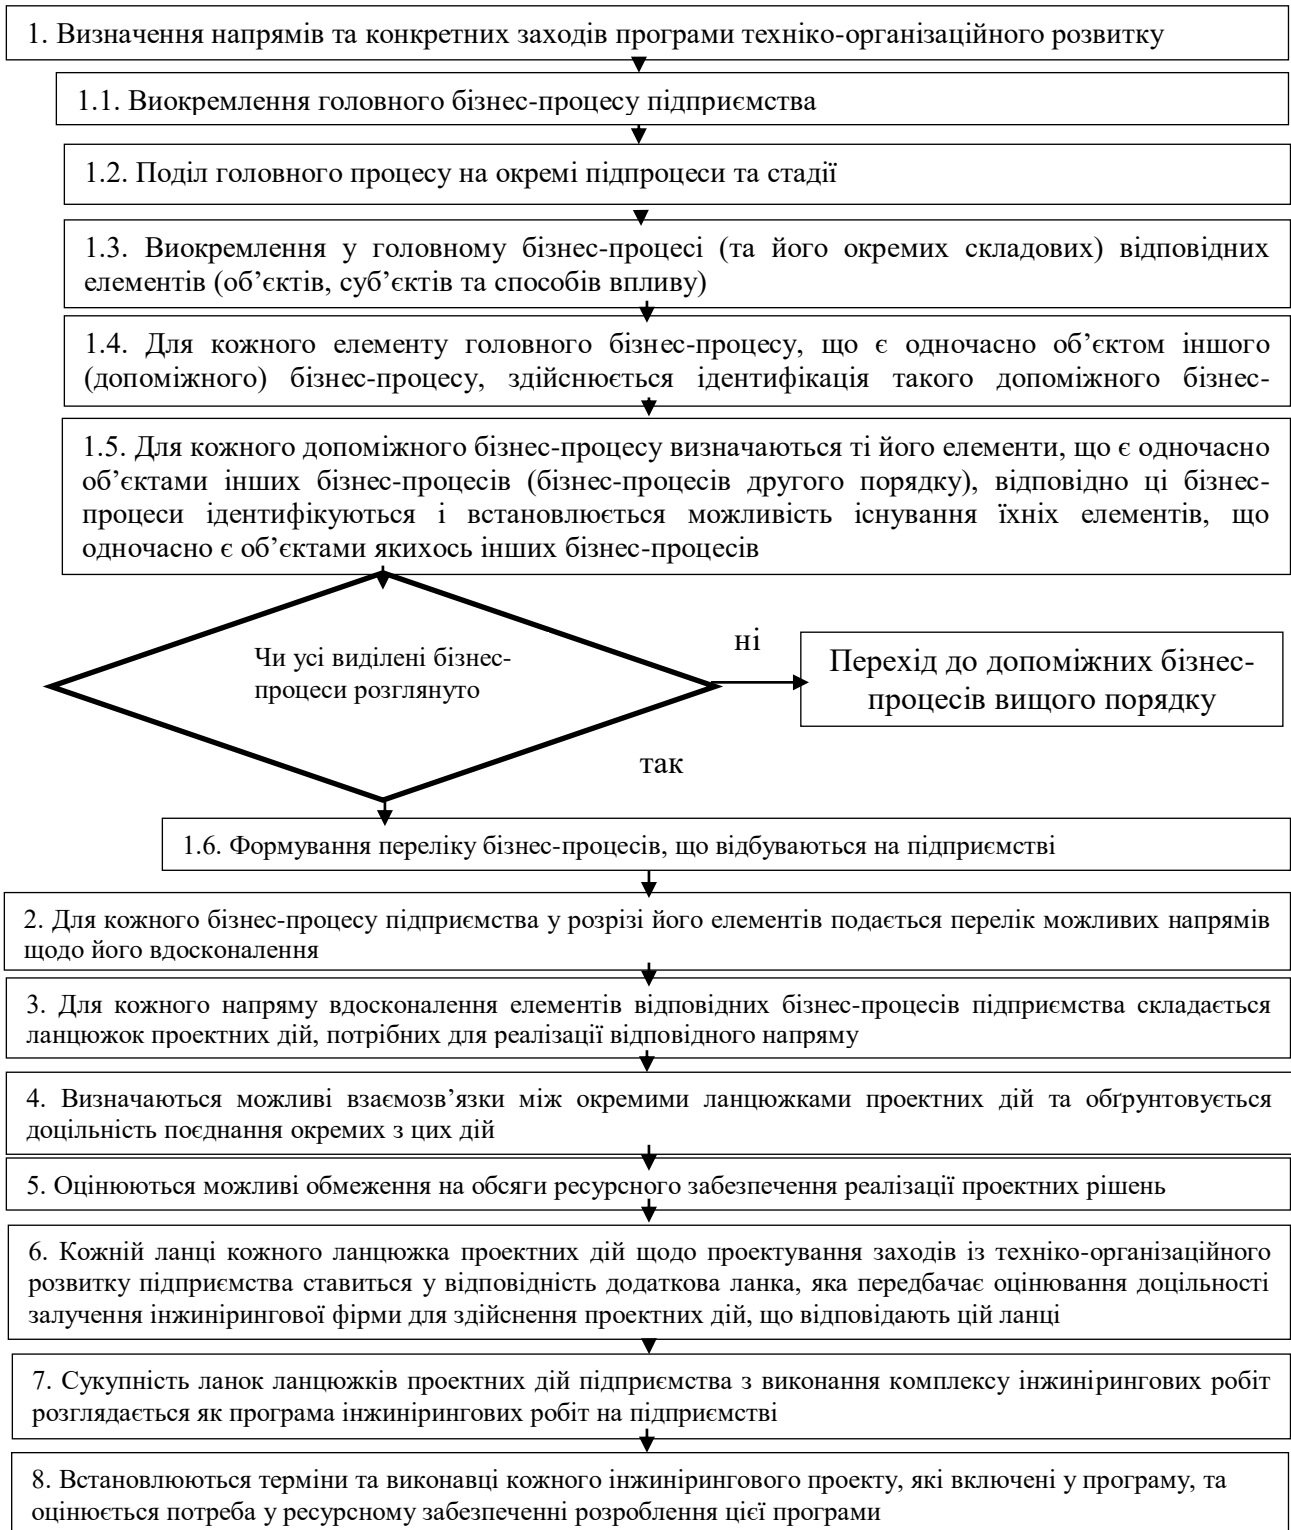 1. Визначення напрямів та конкретних заходів програми техніко-організаційного розвитку
1.1. Виокремлення головного бізнес-процесу підприємства
1.2. Поділ головного процесу на окремі підпроцеси та стадії
1.3. Виокремлення у головному бізнес-процесі (та його окремих складових) відповідних
елементів (об’єктів, суб’єктів та способів впливу)
1.4. Для кожного елементу головного бізнес-процесу, що є одночасно об’єктом іншого
(допоміжного) бізнес-процесу, здійснюється ідентифікація такого допоміжного бізнес-
1.5. Для кожного допоміжного бізнес-процесу визначаються ті його елементи, що є одночасно
об’єктами інших бізнес-процесів (бізнес-процесів другого порядку), відповідно ці бізнес-
процеси ідентифікуються і встановлюється можливість існування їхніх елементів, що
одночасно є об’єктами якихось інших бізнес-процесів
Чи усі виділені бізнес-
процеси розглянуто
ні
Перехід до допоміжних бізнес-
процесів вищого порядку
так
1.6. Формування переліку бізнес-процесів, що відбуваються на підприємстві
2. Для кожного бізнес-процесу підприємства у розрізі його елементів подається перелік можливих напрямів
щодо його вдосконалення
3. Для кожного напряму вдосконалення елементів відповідних бізнес-процесів підприємства складається
ланцюжок проектних дій, потрібних для реалізації відповідного напряму
4. Визначаються можливі взаємозв’язки між окремими ланцюжками проектних дій та обґрунтовується
доцільність поєднання окремих з цих дій
5. Оцінюються можливі обмеження на обсяги ресурсного забезпечення реалізації проектних рішень
6. Кожній ланці кожного ланцюжка проектних дій щодо проектування заходів із техніко-організаційного
розвитку підприємства ставиться у відповідність додаткова ланка, яка передбачає оцінювання доцільності
залучення інжинірингової фірми для здійснення проектних дій, що відповідають цій ланці
7. Сукупність ланок ланцюжків проектних дій підприємства з виконання комплексу інжинірингових робіт
розглядається як програма інжинірингових робіт на підприємстві
8. Встановлюються терміни та виконавці кожного інжинірингового проекту, які включені у програму, та
оцінюється потреба у ресурсному забезпеченні розроблення цієї програми